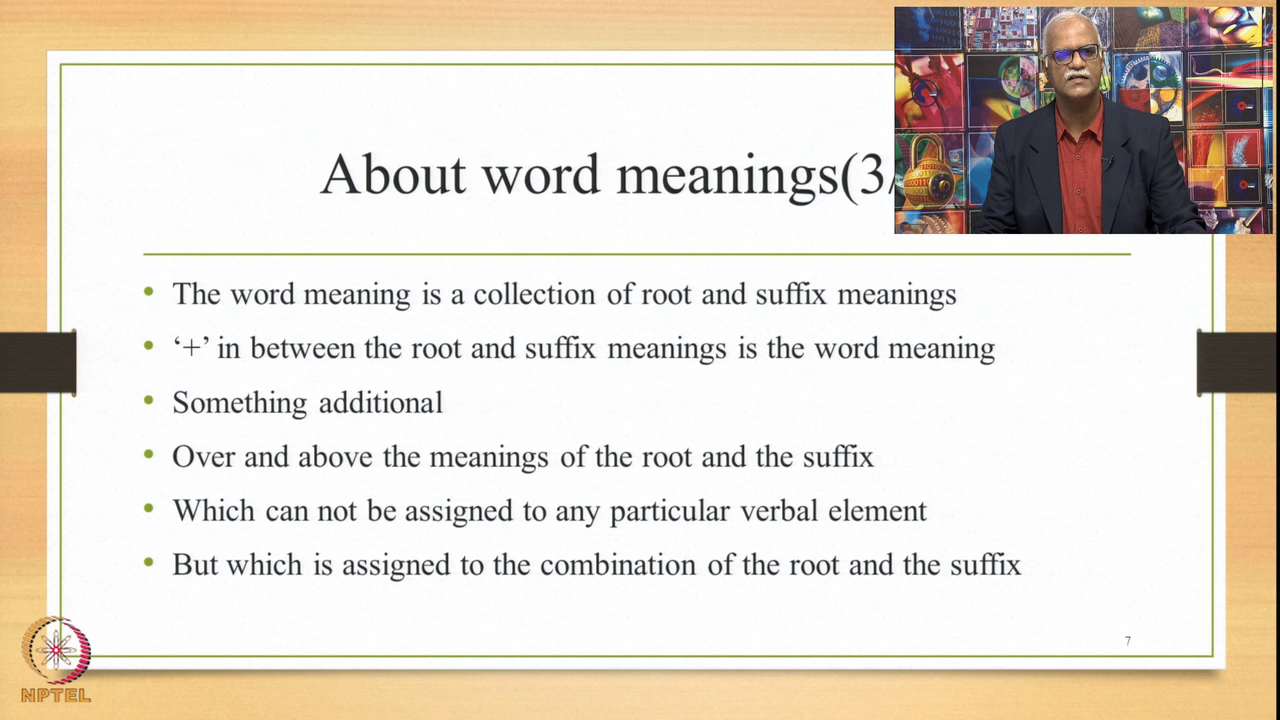 About word meanings(3/
The word meaning is a collection of root and suffix meanings
‘+’ in between the root and suffix meanings is the word meaning
Something additional
Over and above the meanings of the root and the suffix
Which can not be assigned to any particular verbal element
But which is assigned to the combination of the root and the suffix
7
NPTEL